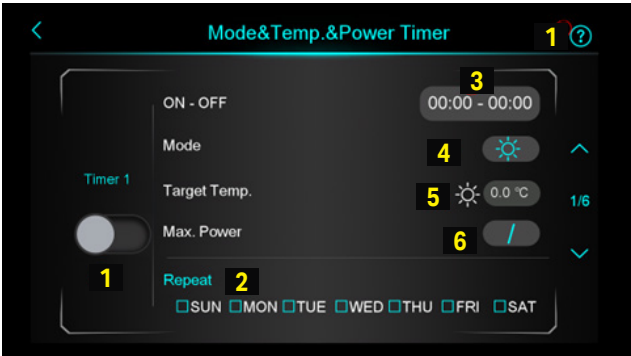 Mode&Temp.&Power Timer 1 ?
3
ON - OFF 00:00 - 00:00
Mode 4
Timer 1
Target Temp. 5 0.0 ℃
1/6
Max. Power 6 /
1
Repeat 2
SUN MON TUE WED THU FRI SAT